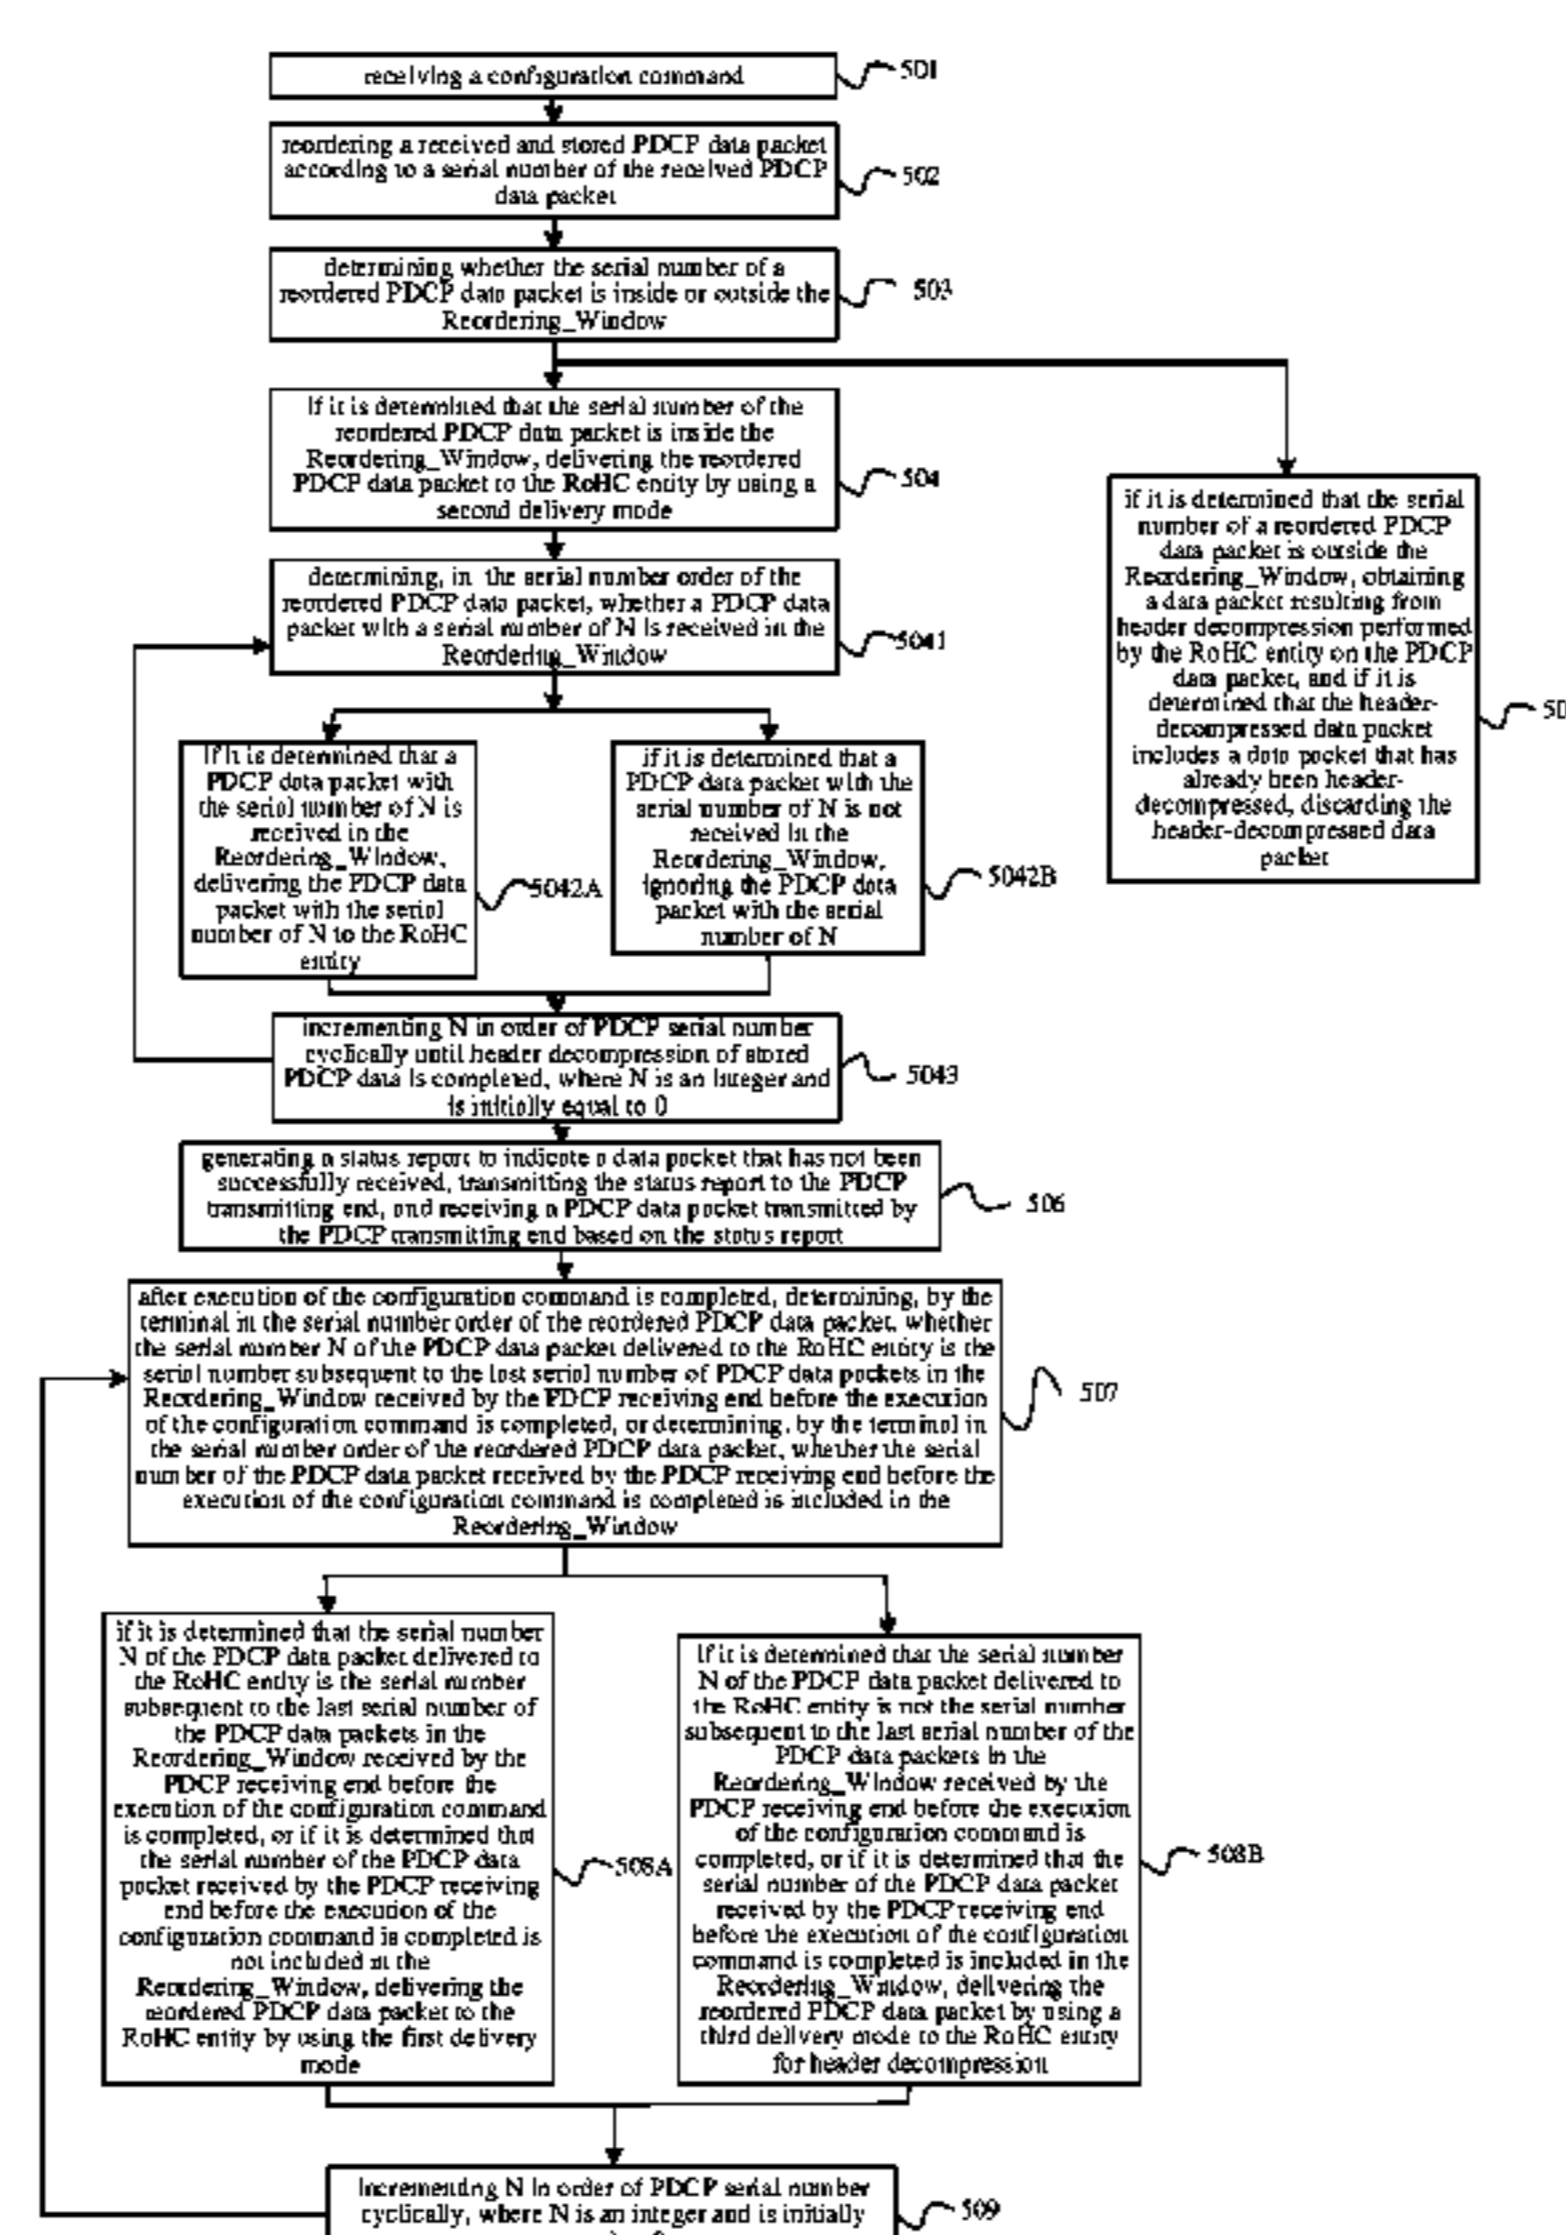 receiving a configuration command
501
reordering a received and stored PDCP data packet
according to a serial number of the received PDCP
data packet
502
determining whether the serial number of a
reordered PDCP data packet is inside or outside the
Reordering_Window
503
If it is determined that the serial number of the
reordered PDCP data packet is inside the
Reordering_Window, delivering the reordered
PDCP data packet to the RoHC entity by using a
second delivery mode
504
if it is determined that the serial
number of a reordered PDCP
data packet is outside the
Reordering_Window, obtaining
a data packet resulting from
header decompression performed
by the RoHC entity on the PDCP
data packet, and if it is
determined that the header-
decompressed data packet
includes a data packet that has
already been header-
decompressed, discarding the
header-decompressed data
packet
50
determining, in the serial number order of the
reordered PDCP data packet, whether a PDCP data
packet with a serial number of N is received in the
Reordering_Window
5041
If it is determined that a
PDCP data packet with
the serial number of N is
received in the
Reordering_Window,
delivering the PDCP data
packet with the serial
number of N to the RoHC
entity
5042A
if it is determined that a
PDCP data packet with the
serial number of N is not
received in the
Reordering_Window,
ignoring the PDCP data
packet with the serial
number of N
5042B
incrementing N in order of PDCP serial number
cyclically until header decompression of stored
PDCP data is completed, where N is an integer and
is initially equal to 0
5043
generating a status report to indicate a data packet that has not been
successfully received, transmitting the status report to the PDCP
transmitting end, and receiving a PDCP data packet transmitted by
the PDCP transmitting end based on the status report
506
after execution of the configuration command is completed, determining, by the
terminal in the serial number order of the reordered PDCP data packet, whether
the serial number N of the PDCP data packet delivered to the RoHC entity is the
serial number subsequent to the last serial number of PDCP data packets in the
Reordering_Window received by the PDCP receiving end before the execution
of the configuration command is completed, or determining, by the terminal in
the serial number order of the reordered PDCP data packet, whether the serial
number of the PDCP data packet received by the PDCP receiving end before the
execution of the configuration command is completed is included in the
Reordering_Window
507
if it is determined that the serial number
N of the PDCP data packet delivered to
the RoHC entity is the serial number
subsequent to the last serial number of
the PDCP data packets in the
Reordering_Window received by the
PDCP receiving end before the
execution of the configuration command
is completed, or if it is determined that
the serial number of the PDCP data
packet received by the PDCP receiving
end before the execution of the
configuration command is completed is
not included in the
Reordering_Window, delivering the
reordered PDCP data packet to the
RoHC entity by using the first delivery
mode
508A
If it is determined that the serial number
N of the PDCP data packet delivered to
the RoHC entity is not the serial number
subsequent to the last serial number of the
PDCP data packets in the
Reordering_Window received by the
PDCP receiving end before the execution
of the configuration command is
completed, or if it is determined that the
serial number of the PDCP data packet
received by the PDCP receiving end
before the execution of the configuration
command is completed is included in the
Reordering_Window, delivering the
reordered PDCP data packet by using a
third delivery mode to the RoHC entity
for header decompression
508B
Incrementing N in order of PDCP serial number
cyclically, where N is an integer and is initially
509